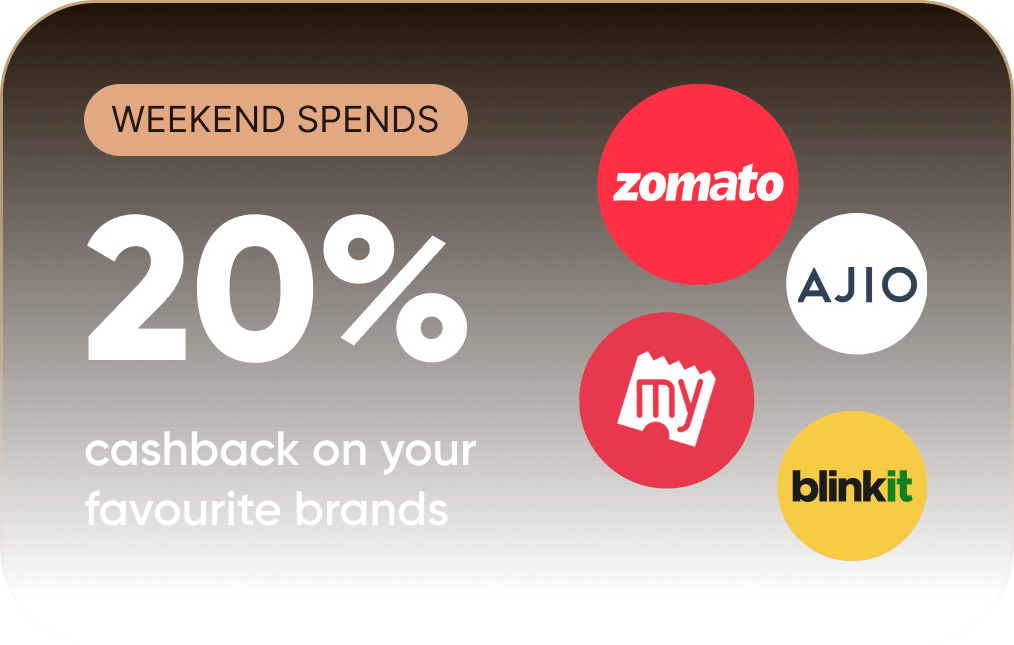 WEEKEND SPENDS
20%
cashback on your
favourite brands
zomato
AJIO
my
blinkit